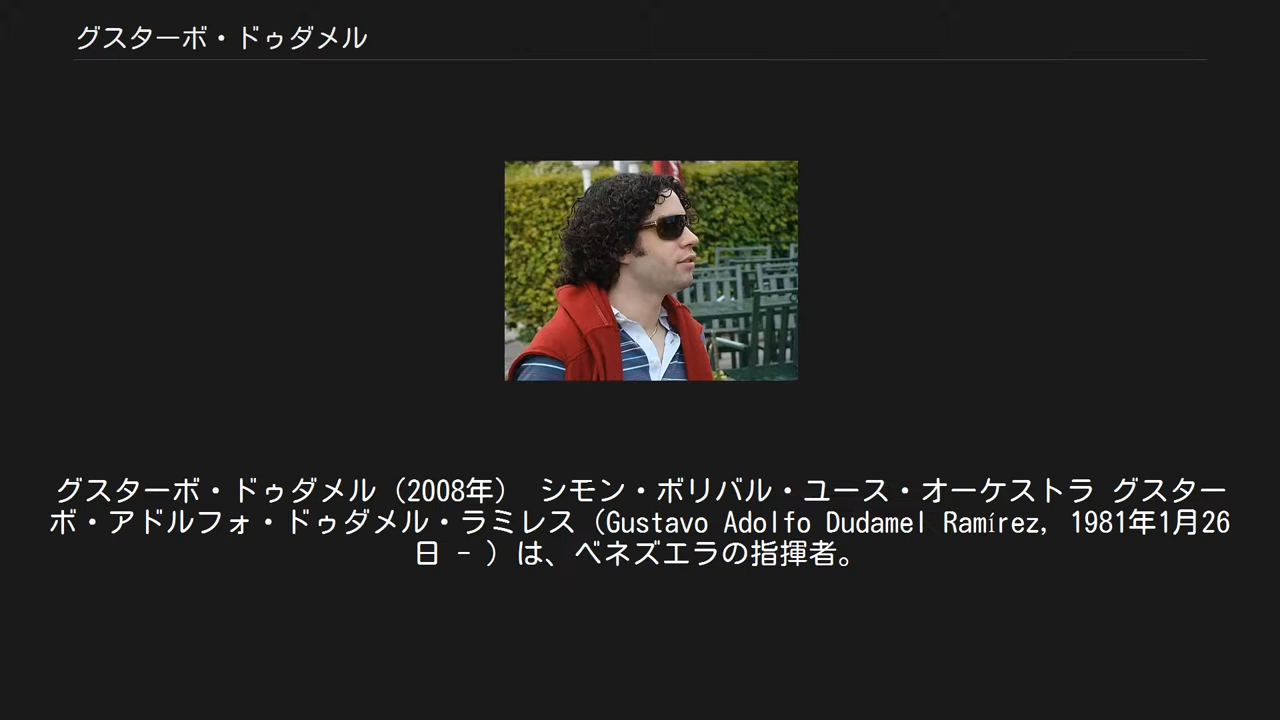 グスターボ・ドゥダメル
グスターボ・ドゥダメル（2008年） シモン・ボリバル・ユース・オーケストラ グスター
ボ・アドルフォ・ドゥダメル・ラミレス（Gustavo Adolfo Dudamel Ramírez, 1981年1月26
日 - ）は、ベネズエラの指揮者。